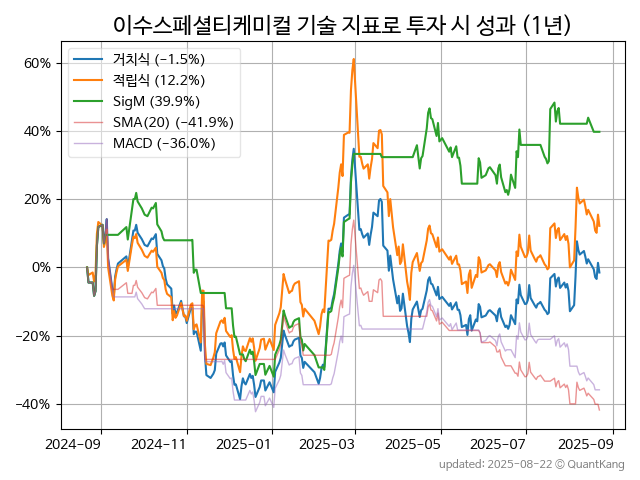 이수스페셜티케미컬 기술 지표로 투자 시 성과 (1년)
거치식 (−1.5%)
적립식 (12.2%)
SigM (39.9%)
SMA(20) (−41.9%)
MACD (−36.0%)
60%
40%
20%
0%
−20%
−40%
2024-09 2024-11 2025-01 2025-03 2025-05 2025-07 2025-09
updated: 2025-08-22 © QuantKang